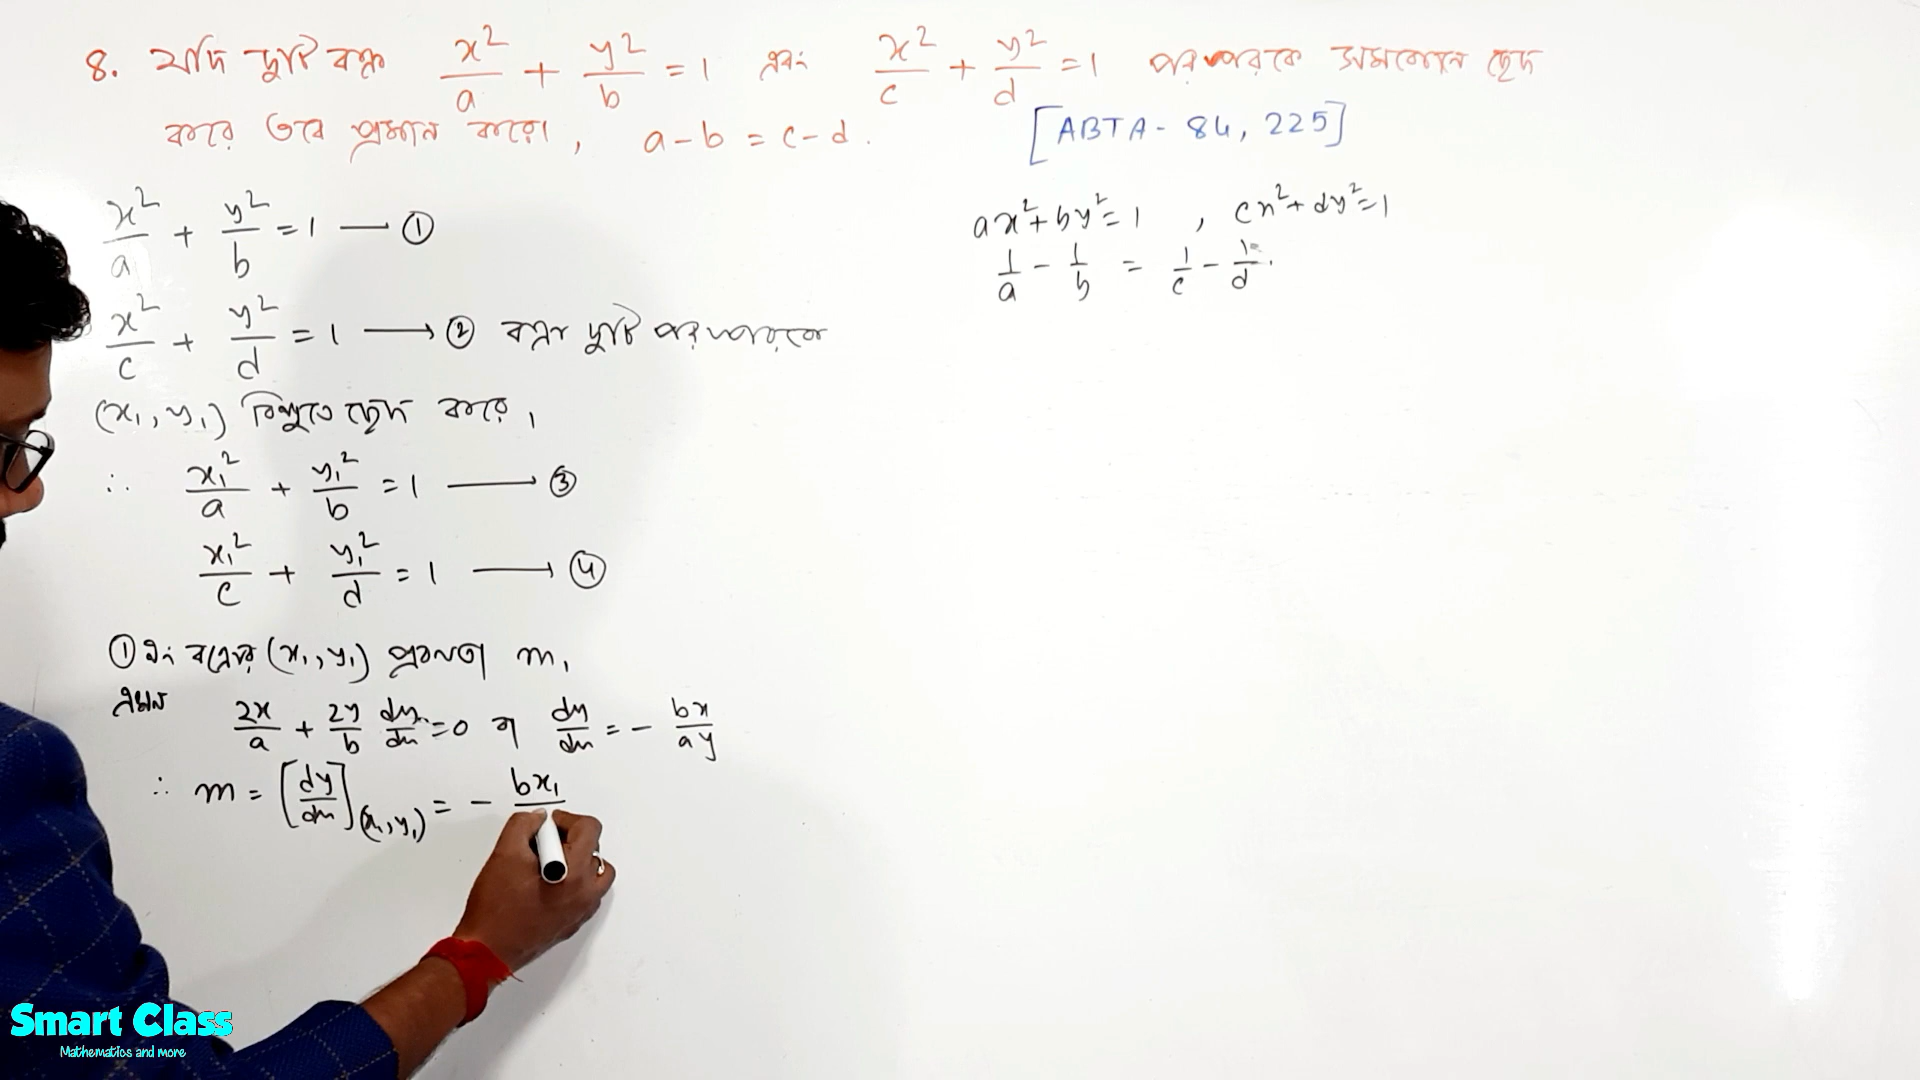 8. যদি দুটি বক্র x²/a + y²/b = 1 এবং x²/c + y²/d = 1 পরস্পরকে সমকোণে ছেদ
করে তবে প্রমাণ করো, a - b = c - d. [ABTA - 84, 225]
x²/a + y²/b = 1 — ①
x²/c + y²/d = 1 ⟶ ② বক্র দুটি পরস্পরকে
(x₁, y₁) বিন্দুতে ছেদ করে,
∴ x₁²/a + y₁²/b = 1 ⟶ ③
x₁²/c + y₁²/d = 1 ⟶ ④
① নং বক্রের (x₁, y₁) প্রবনতা m,
এখন 2x/a + 2y/b dy/dx = 0 বা dy/dx = - bx/ay
∴ m = [dy/dx](x₁, y₁) = - bx₁
ax² + by² = 1 , cx² + dy² = 1
1/a - 1/b = 1/c - 1/d.
Smart Class
Mathematics and more